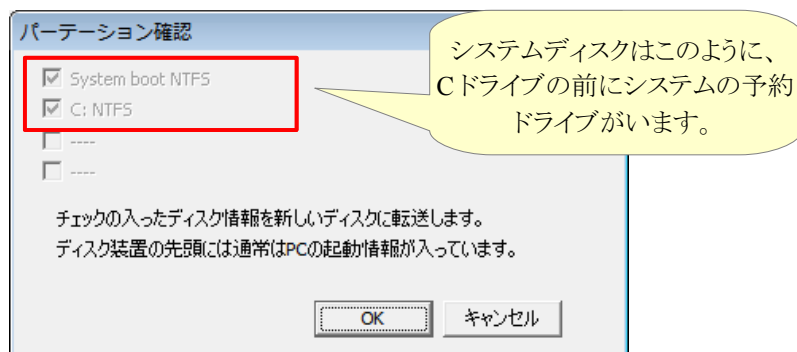 パーテーション確認
システムディスクはこのように、
Cドライブの前にシステムの予約
ドライブがいます。
System boot NTFS
C: NTFS
----
----
チェックの入ったディスク情報を新しいディスクに転送します。
ディスク装置の先頭には通常はPCの起動情報が入っています。
OK
キャンセル